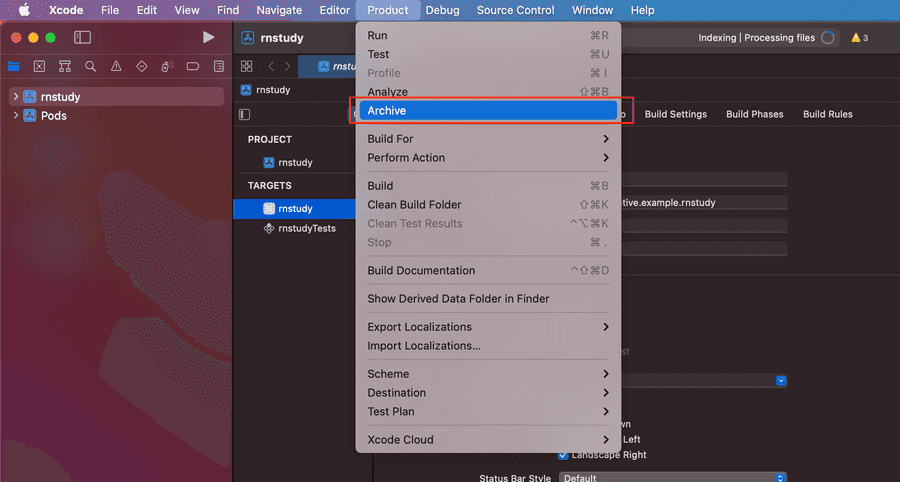 Xcode File Edit View Find Navigate Editor Product Debug Source Control Window Help
rnstudy
Indexing | Processing files
3
rnstudy
Pods
rnstudy
PROJECT
rnstudy
TARGETS
rnstudy
rnstudyTests
Run ⌘R
Test ⌘U
Profile ⌘I
Analyze ⇧⌘B
Archive
Build For
Perform Action
Build ⌘B
Clean Build Folder ⇧⌘K
Clean Test Results ^⌥⌘K
Stop ⌘.
Build Documentation ^⇧⌘D
Show Derived Data Folder in Finder
Export Localizations
Import Localizations...
Scheme
Destination
Test Plan
Xcode Cloud
Build Settings Build Phases Build Rules
tive.example.rnstudy
Left
Landscape Right
Status Bar Style Default